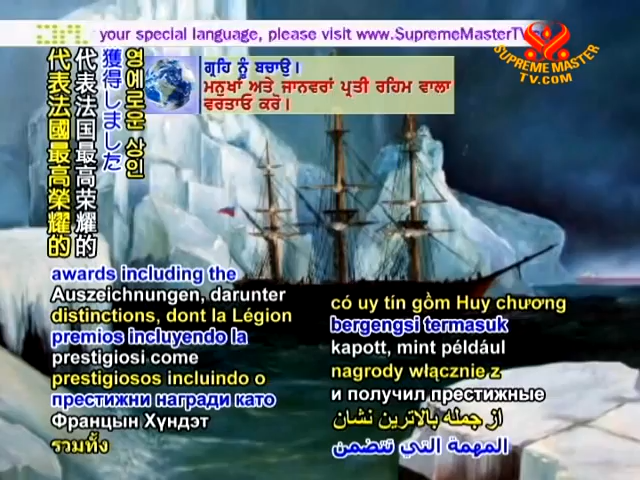 your special language, please visit www.SupremeMasterTV.co
SUPREME MASTER
TV.COM
ਗ੍ਰਹਿ ਨੂੰ ਬਚਾਉ।
ਮਨੁਖਾਂ ਅਤੇ ਜਾਨਵਰਾਂ ਪ੍ਰਤੀ ਰਹਿਮ ਵਾਲਾ
ਵਰਤਾਓ ਕਰੋ।
영예로운 상인
獲得しました
代表法国最高荣耀的
代表法國最高榮耀的
awards including the
Auszeichnungen, darunter
distinctions, dont la Légion
premios incluyendo la
prestigiosi come
prestigiosos incluindo o
престижни награди като
Францын Хүндэт
รวมทั้ง
có uy tín gồm Huy chương
bergengsi termasuk
kapott, mint például
nagrody włącznie z
и получил престижные
از جمله بالاترین نشان
المهمة التي تتضمن